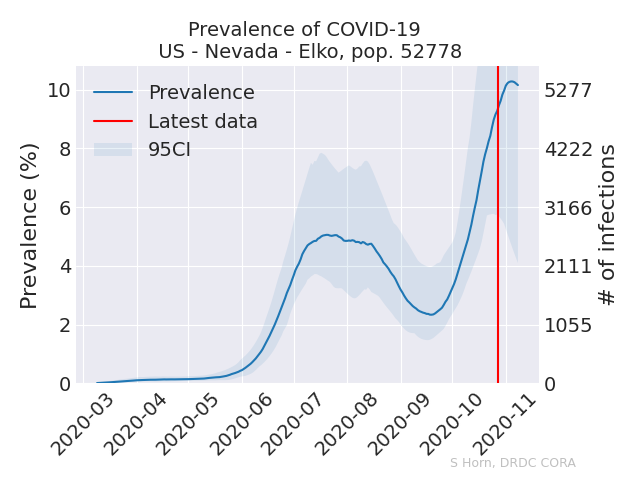 Prevalence of COVID-19
US - Nevada - Elko, pop. 52778
Prevalence
Latest data
95CI
Prevalence (%)
10
8
6
4
2
0
# of infections
5277
4222
3166
2111
1055
0
2020-03
2020-04
2020-05
2020-06
2020-07
2020-08
2020-09
2020-10
2020-11
S Horn, DRDC CORA